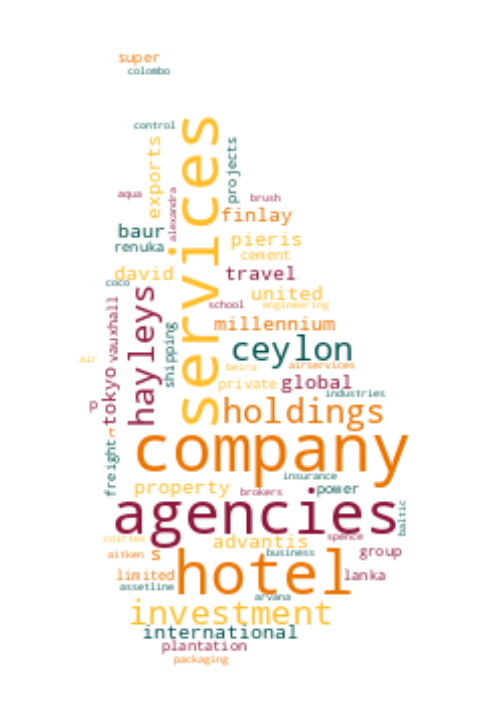 super
colombo
control
services
exports
projects
aqua
alexandra
brush
finlay
baur
renuka
pieris
cement
david
travel
coco
hayleys
united
vauxhall
school
engineering
shipping
millennium
ceylon
air
tokyo
beira
airservices
private
global
industries
p
holdings
t
company
freight
insurance
property
brokers
power
agencies
baltic
coirtex
advantis
spence
aitken
s
business
group
hotel
limited
lanka
assetline
arvana
investment
international
plantation
packaging